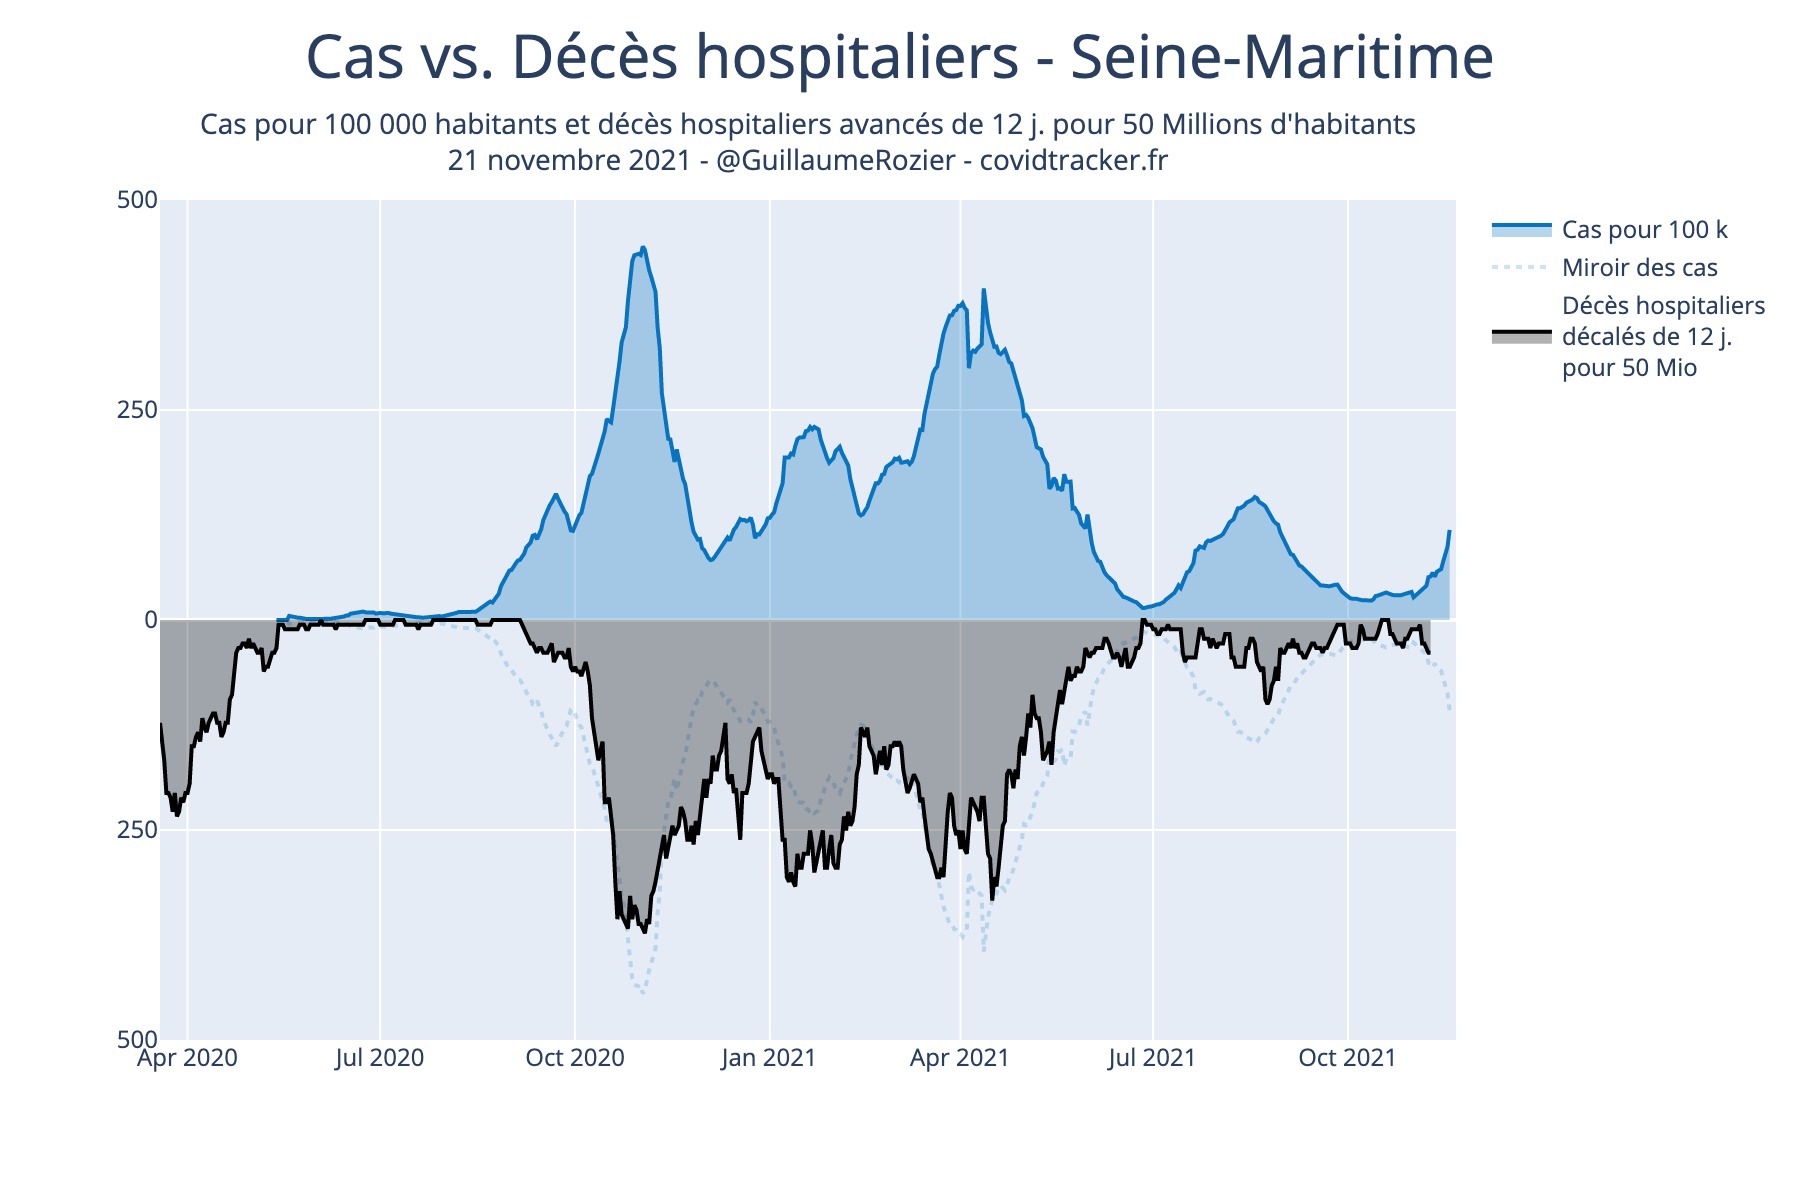 Cas vs. Décès hospitaliers - Seine-Maritime
Cas pour 100 000 habitants et décès hospitaliers avancés de 12 j. pour 50 Millions d'habitants
21 novembre 2021 - @GuillaumeRozier - covidtracker.fr
500
250
0
250
500
Apr 2020
Jul 2020
Oct 2020
Jan 2021
Apr 2021
Jul 2021
Oct 2021
Cas pour 100 k
Miroir des cas
Décès hospitaliers
décalés de 12 j.
pour 50 Mio